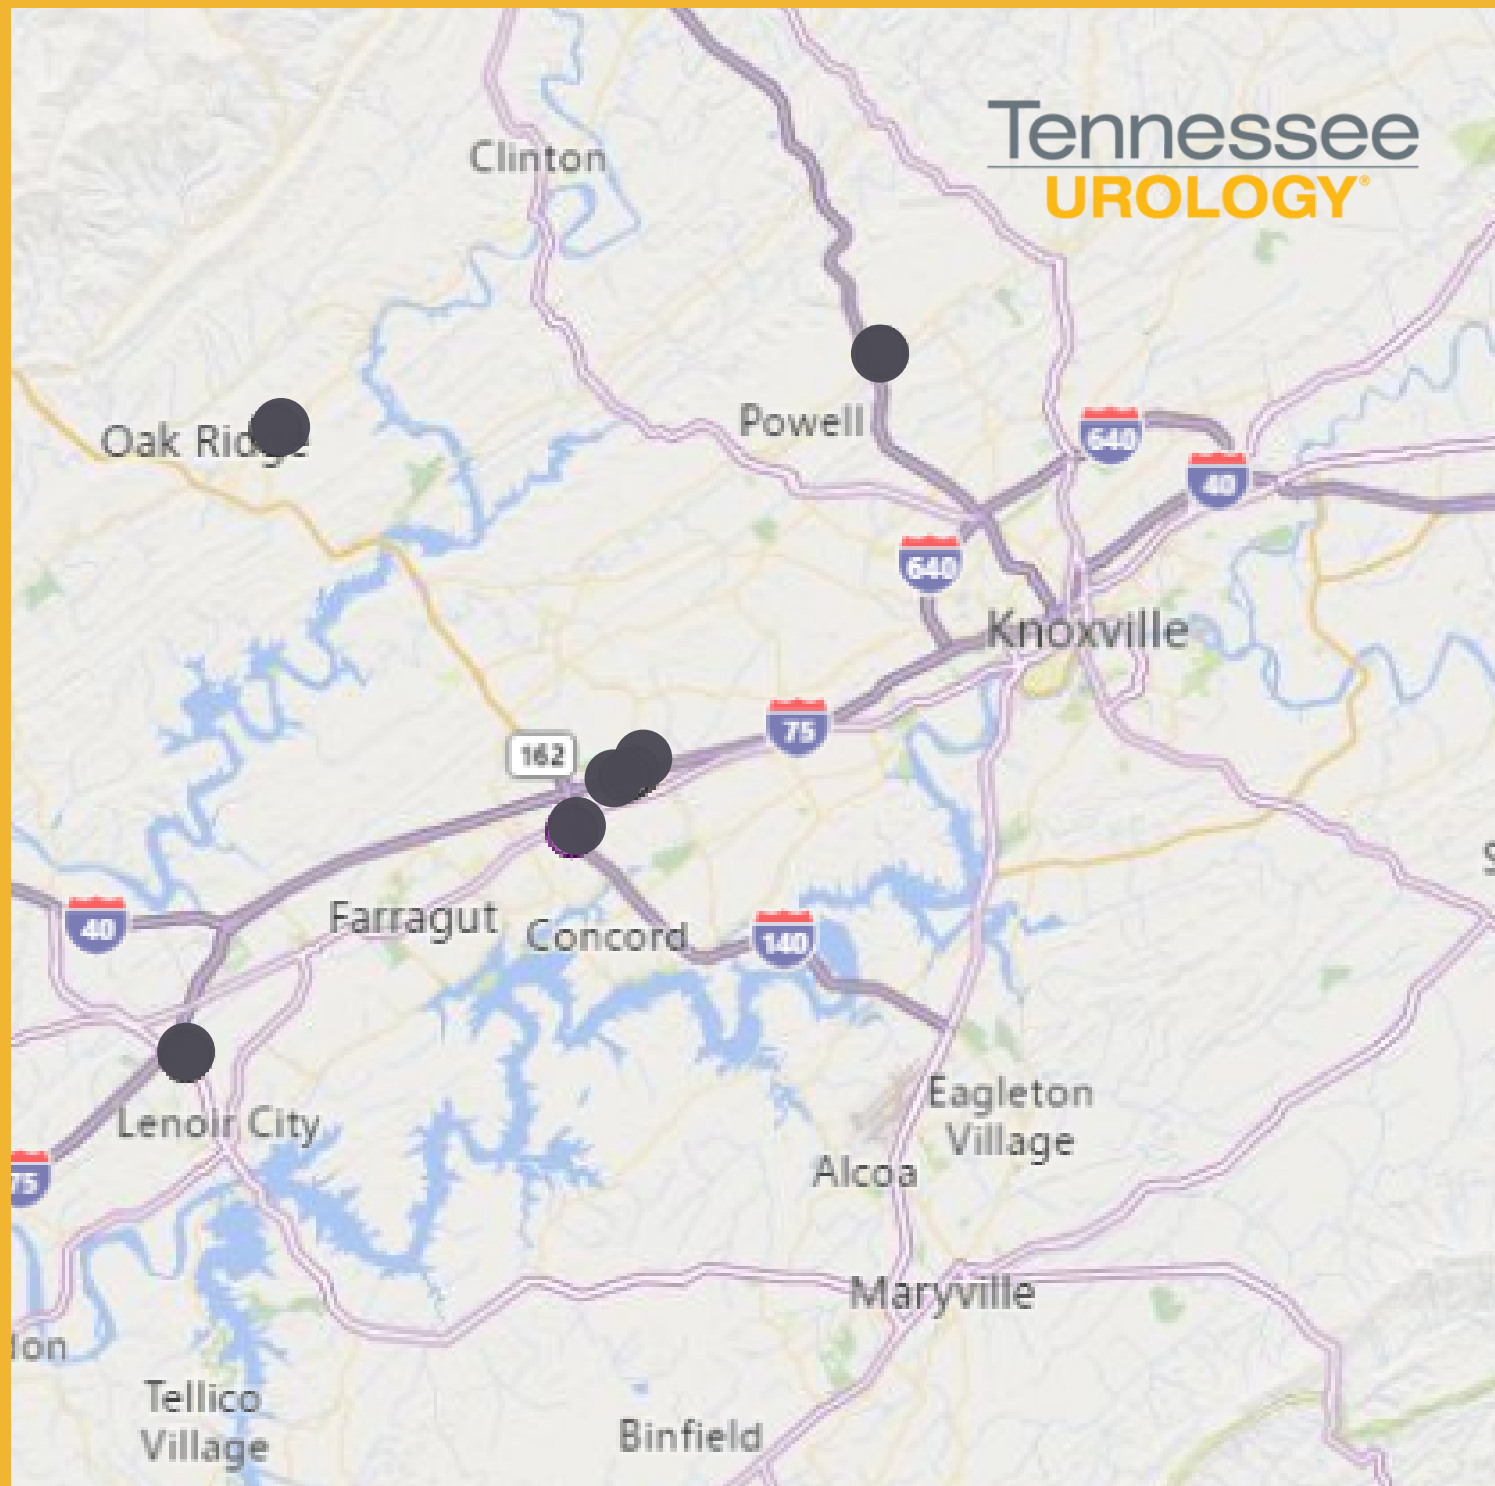 Clinton
Tennessee
UROLOGY®
Powell
640
Oak Ridge
40
640
Knoxville
75
162
40
Farragut
Concord
140
Lenoir City
Eagleton
Village
75
Alcoa
Maryville
don
Tellico
Village
Binfield
S